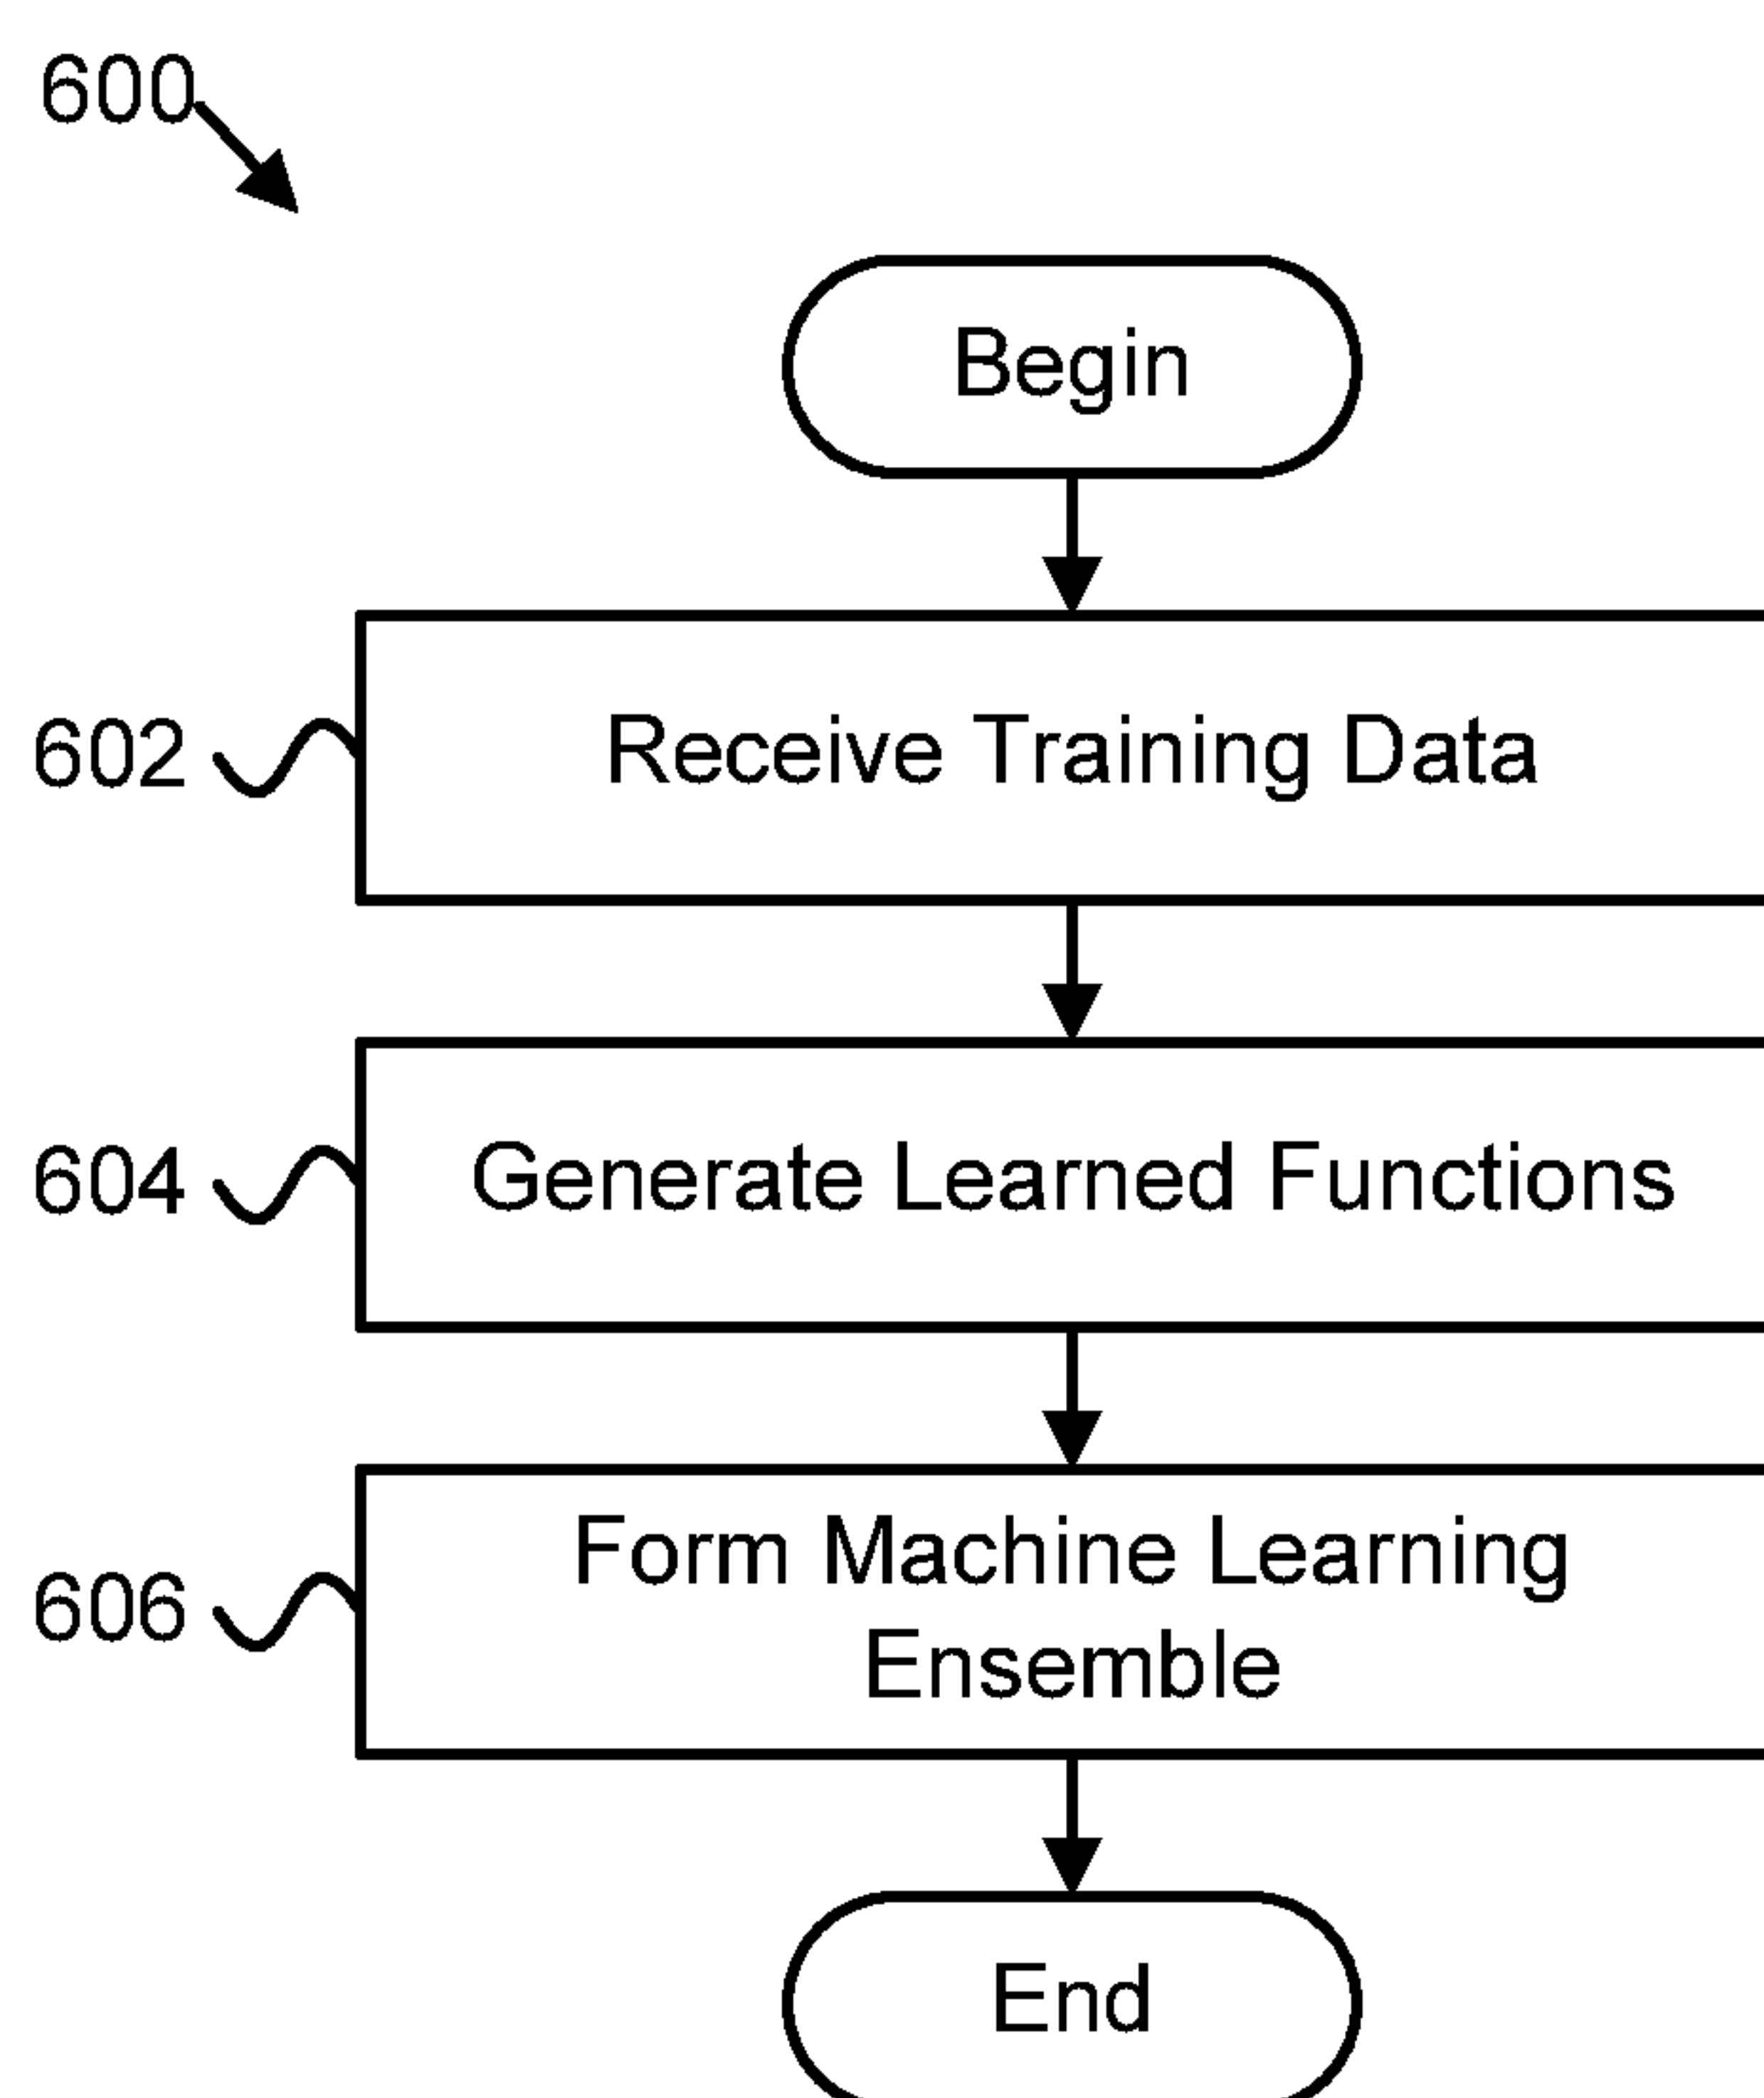 600
Begin
602
Receive Training Data
604
Generate Learned Functions
606
Form Machine Learning
Ensemble
End